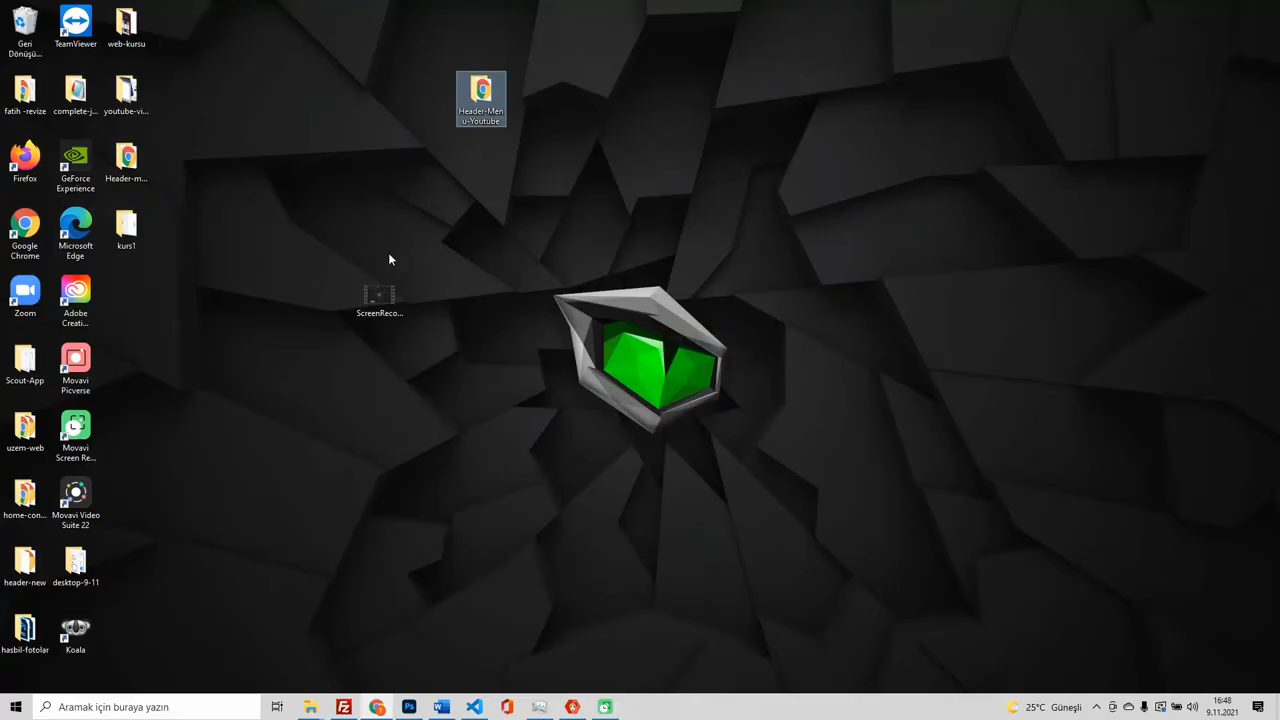 Geri
Dönüşü...
TeamViewer
web-kursu
fatih -revize
complete-j...
youtube-vi...
Header-Men
u-Youtube
Firefox
GeForce
Experience
Header-m...
Google
Chrome
Microsoft
Edge
kurs1
Zoom
Adobe
Creati...
ScreenReco...
Scout-App
Movavi
Picverse
uzem-web
Movavi
Screen Re...
home-con...
Movavi Video
Suite 22
header-new
desktop-9-11
hasbil-fotolar
Koala
Aramak için buraya yazın
25°C Güneşli
16:48
9.11.2021